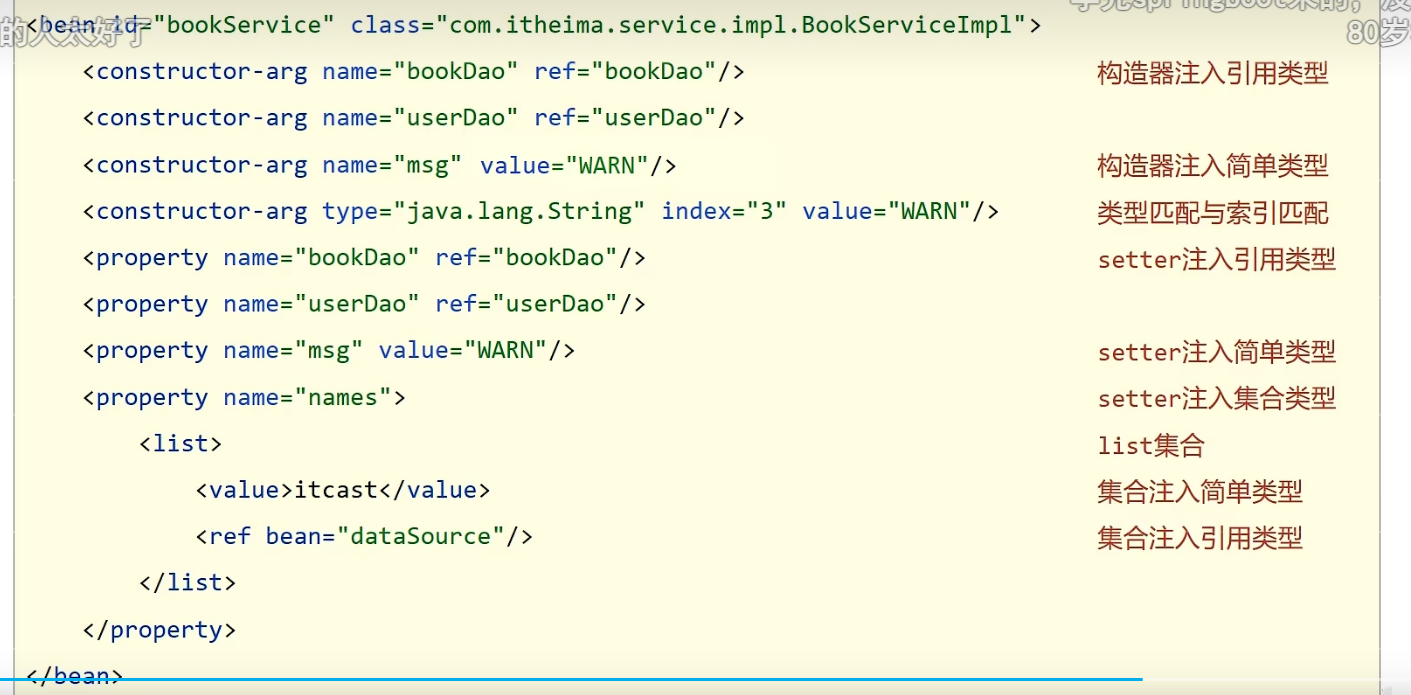 <bean id="bookService" class="com.itheima.service.impl.BookServiceImpl">
的人太好了
80岁
<constructor-arg name="bookDao" ref="bookDao"/> 构造器注入引用类型
<constructor-arg name="userDao" ref="userDao"/>
<constructor-arg name="msg" value="WARN"/> 构造器注入简单类型
<constructor-arg type="java.lang.String" index="3" value="WARN"/> 类型匹配与索引匹配
<property name="bookDao" ref="bookDao"/> setter注入引用类型
<property name="userDao" ref="userDao"/>
<property name="msg" value="WARN"/> setter注入简单类型
<property name="names"> setter注入集合类型
<list> list集合
<value>itcast</value> 集合注入简单类型
<ref bean="dataSource"/> 集合注入引用类型
</list>
</property>
</bean>